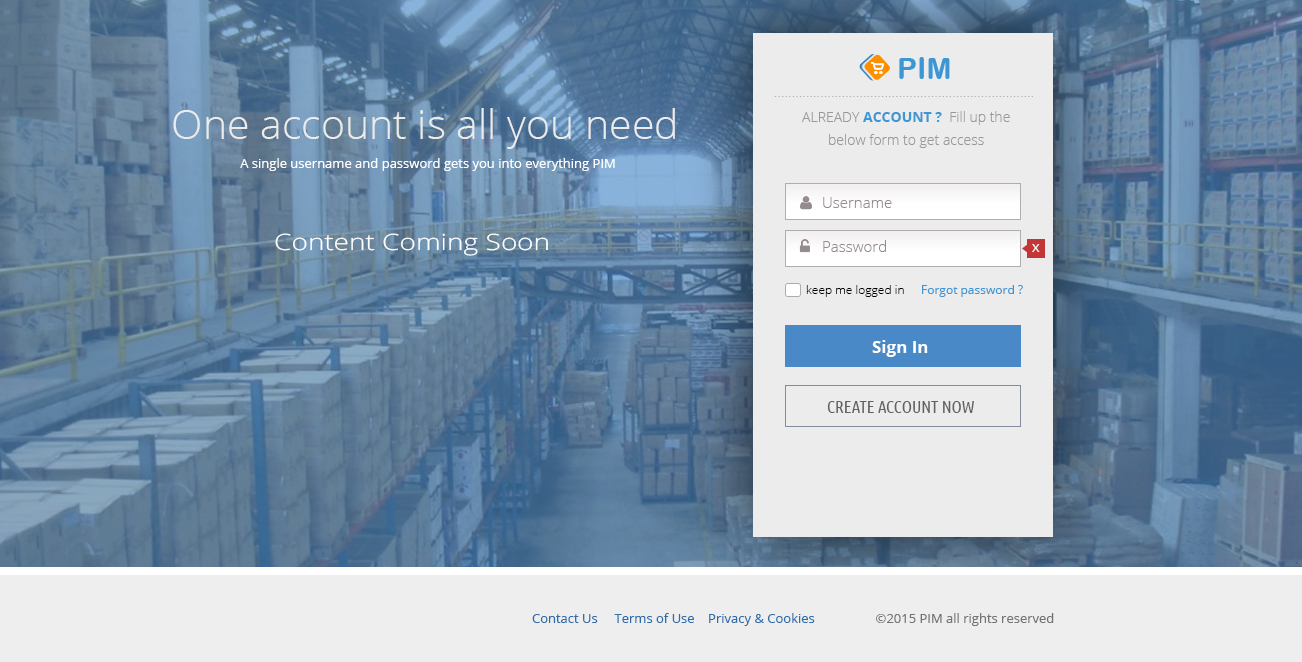 One account is all you need
A single username and password gets you into everything PIM
Content Coming Soon
PIM
ALREADY ACCOUNT ? Fill up the
below form to get access
Username
Password
X
keep me logged in
Forgot password ?
Sign In
CREATE ACCOUNT NOW
Contact Us
Terms of Use
Privacy & Cookies
©2015 PIM all rights reserved